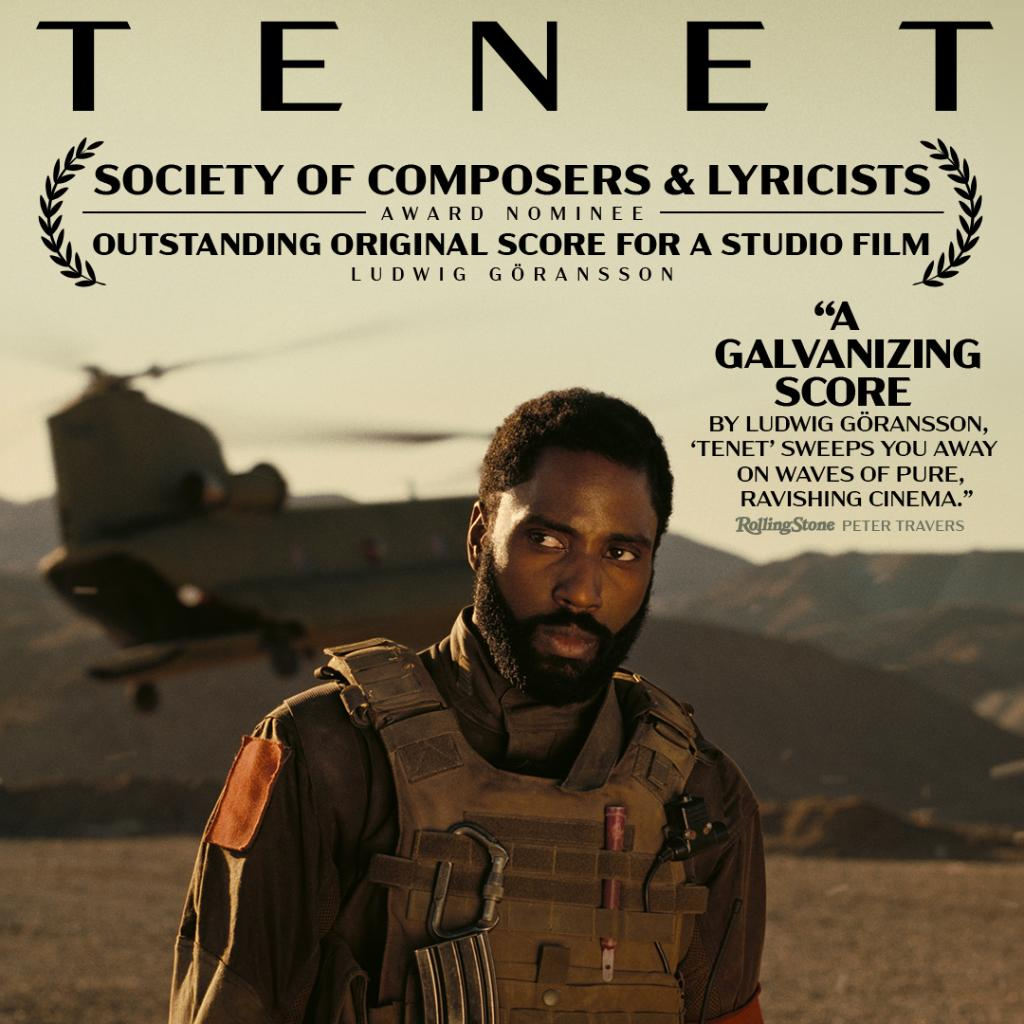 TENET
SOCIETY OF COMPOSERS & LYRICISTS
AWARD NOMINEE
OUTSTANDING ORIGINAL SCORE FOR A STUDIO FILM
LUDWIG GÖRANSSON
“A
GALVANIZING
SCORE
BY LUDWIG GÖRANSSON,
‘TENET’ SWEEPS YOU AWAY
ON WAVES OF PURE,
RAVISHING CINEMA.”
RollingStone PETER TRAVERS